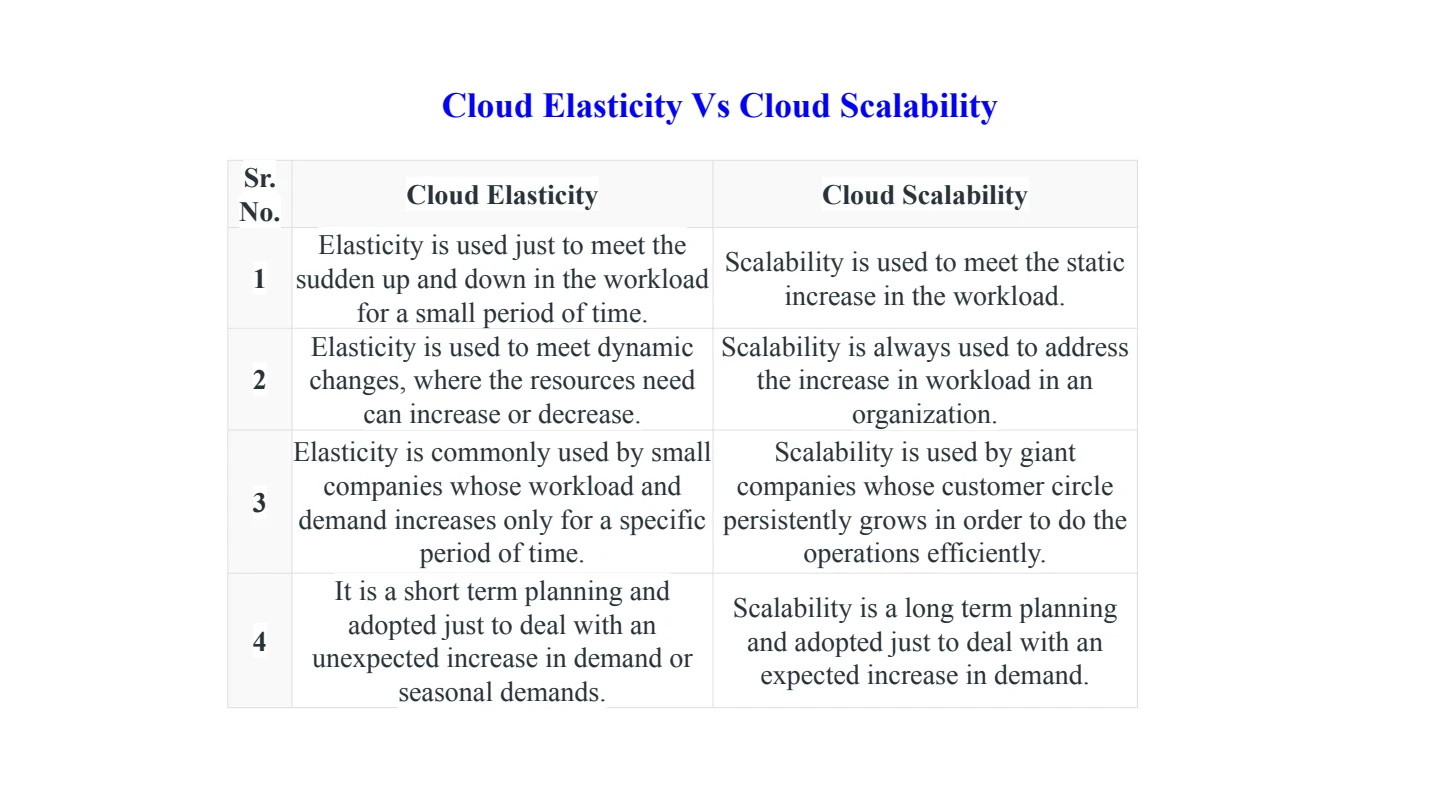 Cloud Elasticity Vs Cloud Scalability
Sr.
No.
Cloud Elasticity
Cloud Scalability
1
Elasticity is used just to meet the
sudden up and down in the workload
for a small period of time.
Scalability is used to meet the static
increase in the workload.
2
Elasticity is used to meet dynamic
changes, where the resources need
can increase or decrease.
Scalability is always used to address
the increase in workload in an
organization.
3
Elasticity is commonly used by small
companies whose workload and
demand increases only for a specific
period of time.
Scalability is used by giant
companies whose customer circle
persistently grows in order to do the
operations efficiently.
4
It is a short term planning and
adopted just to deal with an
unexpected increase in demand or
seasonal demands.
Scalability is a long term planning
and adopted just to deal with an
expected increase in demand.